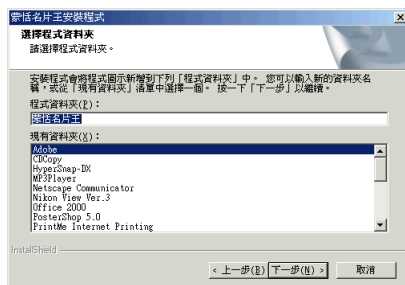 蒙恬名片王安裝程式
選擇程式資料夾
請選擇程式資料夾。
安裝程式會將程式圖示新增到下列「程式資料夾」中。 您可以輸入新的資料夾名
稱，或從「現有資料夾」清單中選擇一個。 按一下「下一步」以繼續。
程式資料夾(P)：
蒙恬名片王
現有資料夾(X)：
Adobe
CDCopy
HyperSnap-DX
MP3Player
Netscape Communicator
Nikon View Ver.3
Office 2000
PosterShop 5.0
PrintMe Internet Printing
InstallShield
< 上一步(B) 下一步(N) > 取消